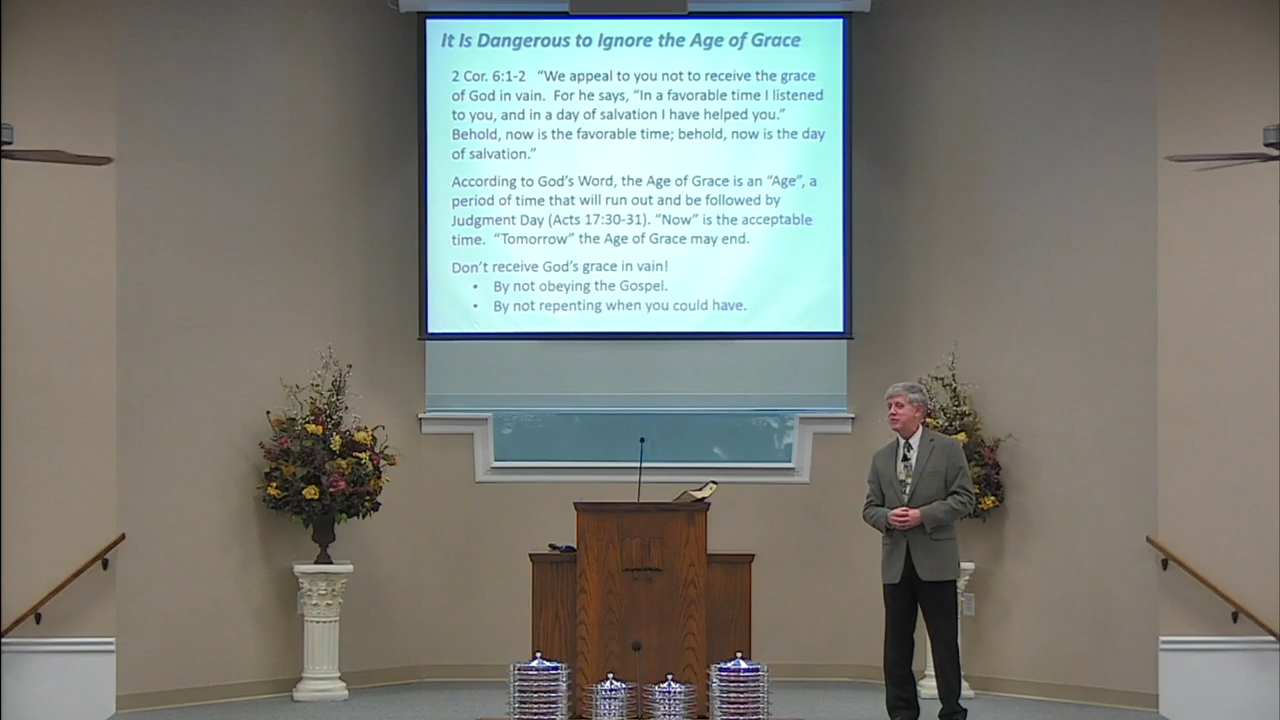 It Is Dangerous to Ignore the Age of Grace
2 Cor. 6:1-2 “We appeal to you not to receive the grace
of God in vain. For he says, “In a favorable time I listened
to you, and in a day of salvation I have helped you.”
Behold, now is the favorable time; behold, now is the day
of salvation.”
According to God’s Word, the Age of Grace is an “Age”, a
period of time that will run out and be followed by
Judgment Day (Acts 17:30-31). “Now” is the acceptable
time. “Tomorrow” the Age of Grace may end.
Don’t receive God’s grace in vain!
• By not obeying the Gospel.
• By not repenting when you could have.